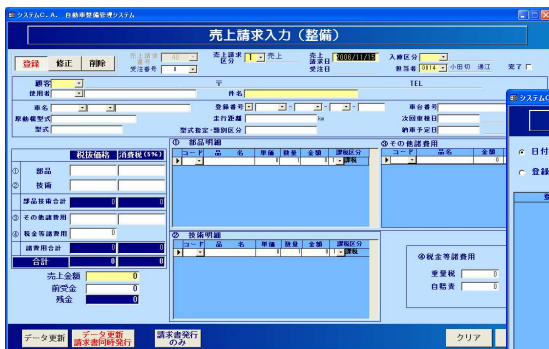 システムC.A. 自動車整備管理システム
売上請求入力（整備）
登録 修正 削除
売上請求番号 40
受注番号 1
売上請求区分 1 売上
売上請求日 2008/11/15
受注日
入庫区分
担当者 0014 小田切 通江
完了
顧客
〒
TEL
使用者
件名
車名
登録番号
車台番号
原動機型式
走行距離 km
次回車検日
型式
型式指定・類別区分
納車予定日
税抜価格 消費税(5%)
① 部品
② 技術
部品技術合計 0 0
③ その他諸費用
④ 税金等諸費用 0
諸費用合計 0 0
合計 0 0
売上金額 0
前受金 0
残金 0
① 部品明細
コード 品名 単価 数量 金額 課税区分
0 1 0 1 課税
② 技術明細
コード 品名 単価 数量 金額 課税区分
0 1 0 1 課税
③その他諸費用
コード 品名 金額
0
④税金等諸費用
重量税 0
自賠責 0
データ更新
データ更新
請求書同時発行
請求書発行
のみ
クリア
システムC.A.
日付
登録